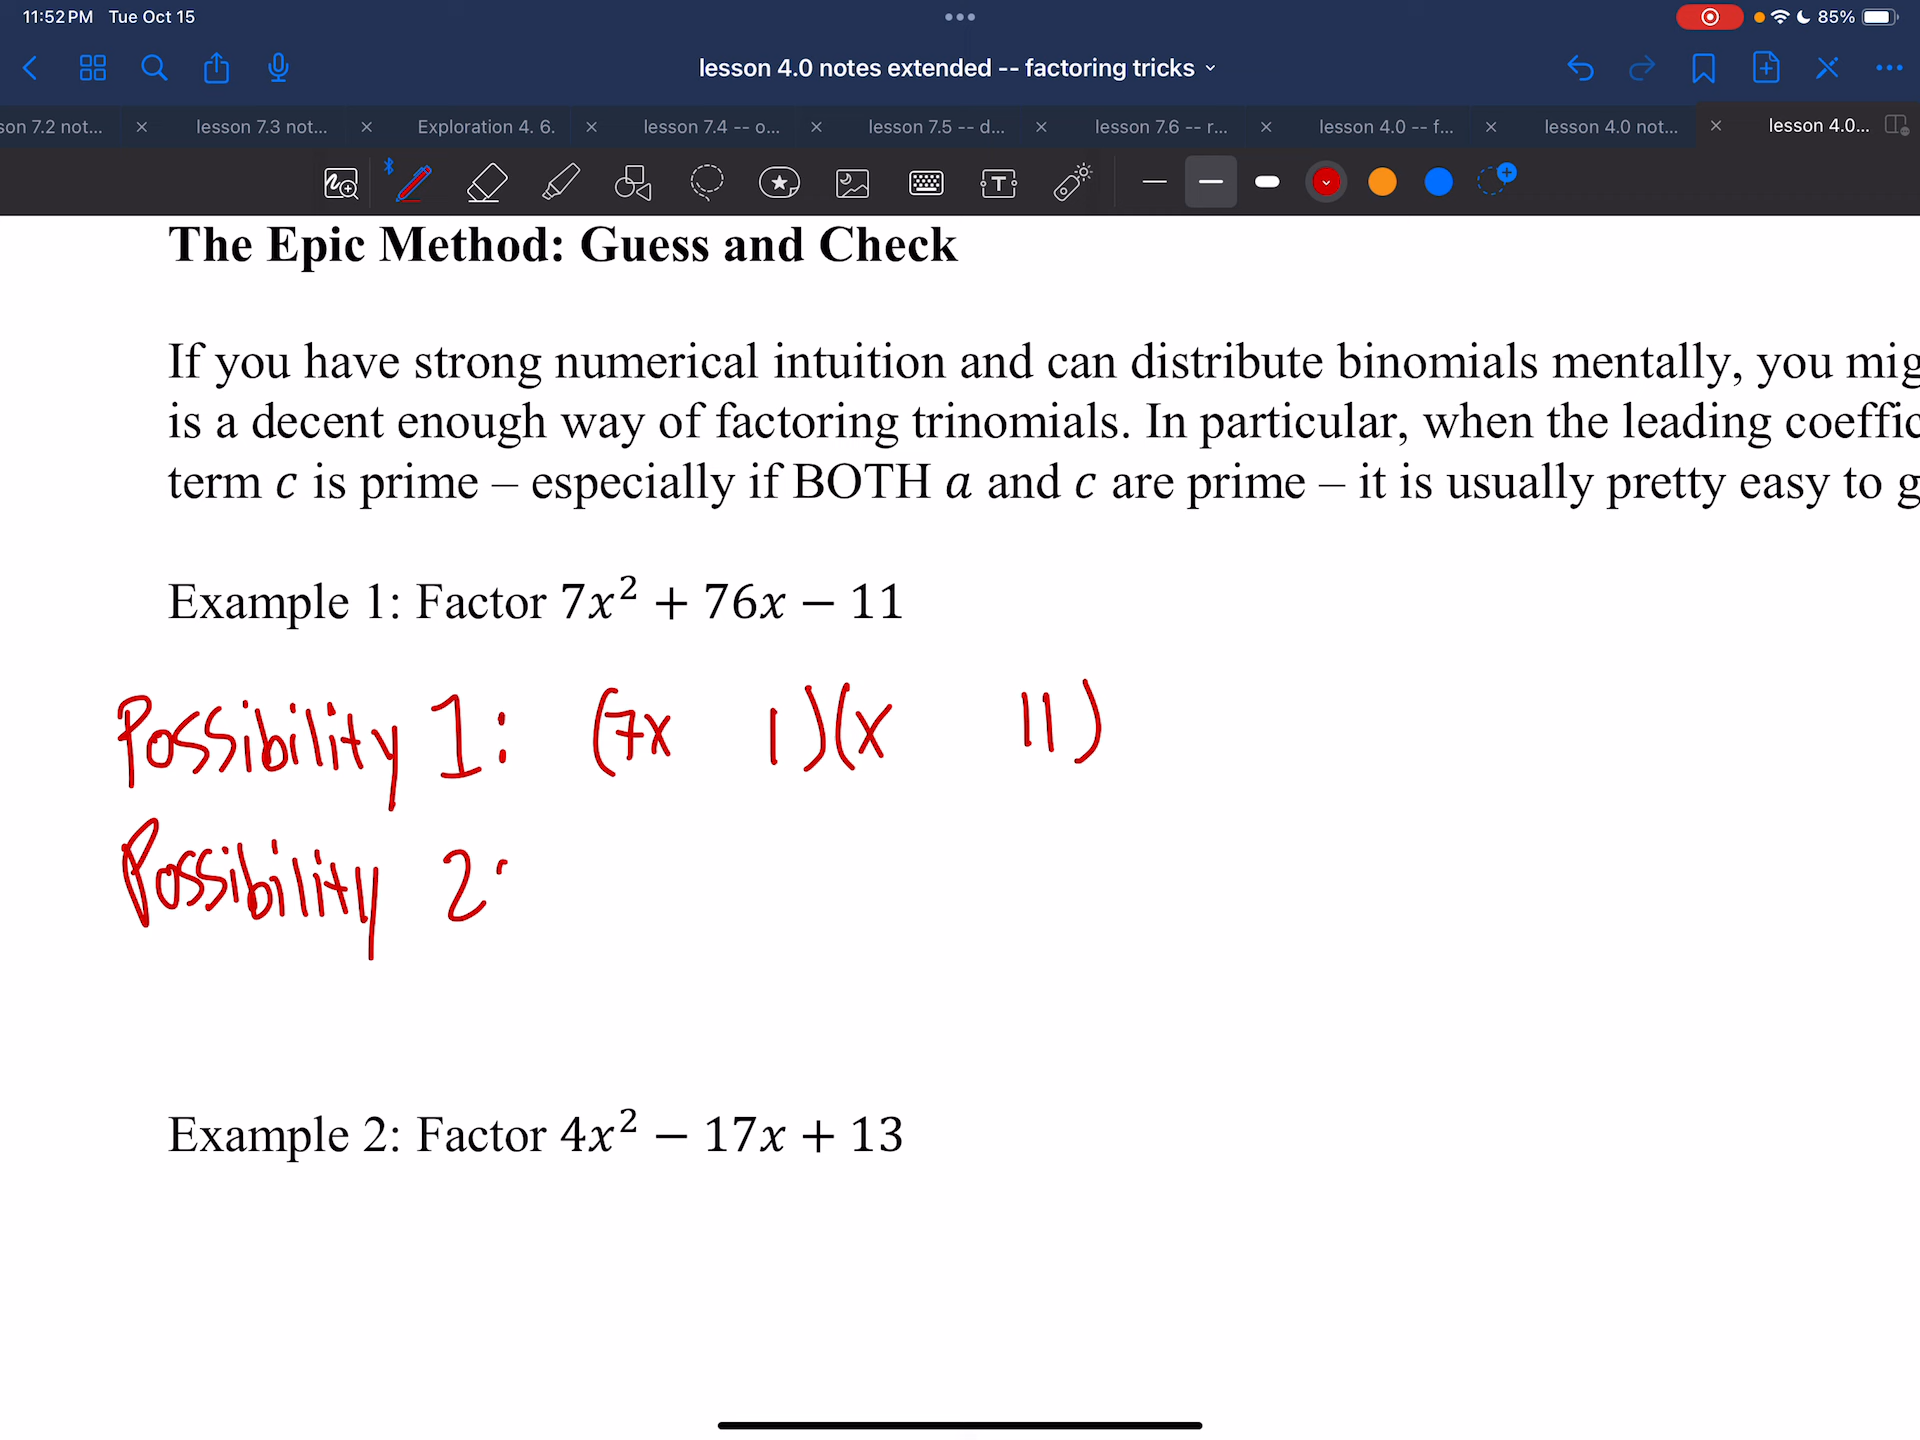 11:52 PM Tue Oct 15
85%
lesson 4.0 notes extended -- factoring tricks
son 7.2 not... lesson 7.3 not... Exploration 4. 6. lesson 7.4 -- o... lesson 7.5 -- d... lesson 7.6 -- r... lesson 4.0 -- f... lesson 4.0 not... lesson 4.0...
The Epic Method: Guess and Check
If you have strong numerical intuition and can distribute binomials mentally, you mig
is a decent enough way of factoring trinomials. In particular, when the leading coeffic
term c is prime – especially if BOTH a and c are prime – it is usually pretty easy to g
Example 1: Factor 7x² + 76x − 11
Possibility 1: (7x 1)(x 11)
Possibility 2·
Example 2: Factor 4x² − 17x + 13